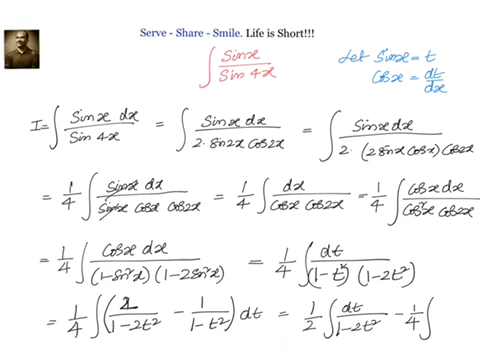 Serve - Share - Smile. Life is Short!!!
∫ Sinx / Sin 4x
Let Sinx = t
Cosx = dt/dx
I = ∫ Sinx dx / Sin 4x = ∫ Sinx dx / 2. Sin2x Cos2x = ∫ Sinx dx / 2. (2 Sinx Cosx) Cos2x
= 1/4 ∫ Sinx dx / Sinx Cosx Cos2x = 1/4 ∫ dx / Cosx Cos2x = 1/4 ∫ Cosx dx / Cos²x Cos2x
= 1/4 ∫ Cosx dx / (1-Sin²x) (1-2Sin²x) = 1/4 ∫ dt / (1-t²) (1-2t²)
= 1/4 ∫ (2 / 1-2t² - 1 / 1-t²) dt = 1/2 ∫ dt / 1-2t² - 1/4 ∫